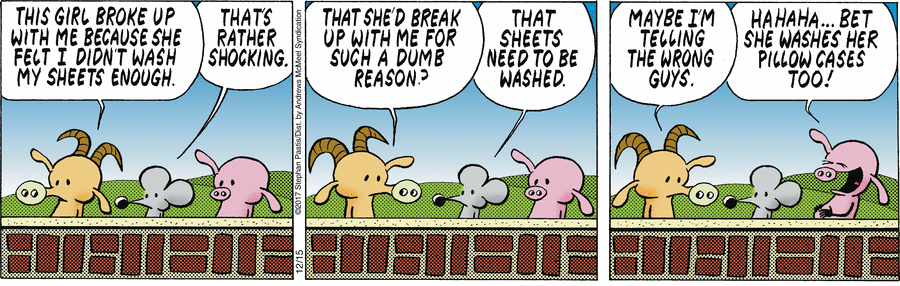 THIS GIRL BROKE UP
WITH ME BECAUSE SHE
FELT I DIDN'T WASH
MY SHEETS ENOUGH.
THAT'S
RATHER
SHOCKING.
©2017 Stephan Pastis/Dist. by Andrews McMeel Syndication
12/15
THAT SHE'D BREAK
UP WITH ME FOR
SUCH A DUMB
REASON?
THAT
SHEETS
NEED TO BE
WASHED.
MAYBE I'M
TELLING
THE WRONG
GUYS.
HAHAHA... BET
SHE WASHES HER
PILLOW CASES
TOO!